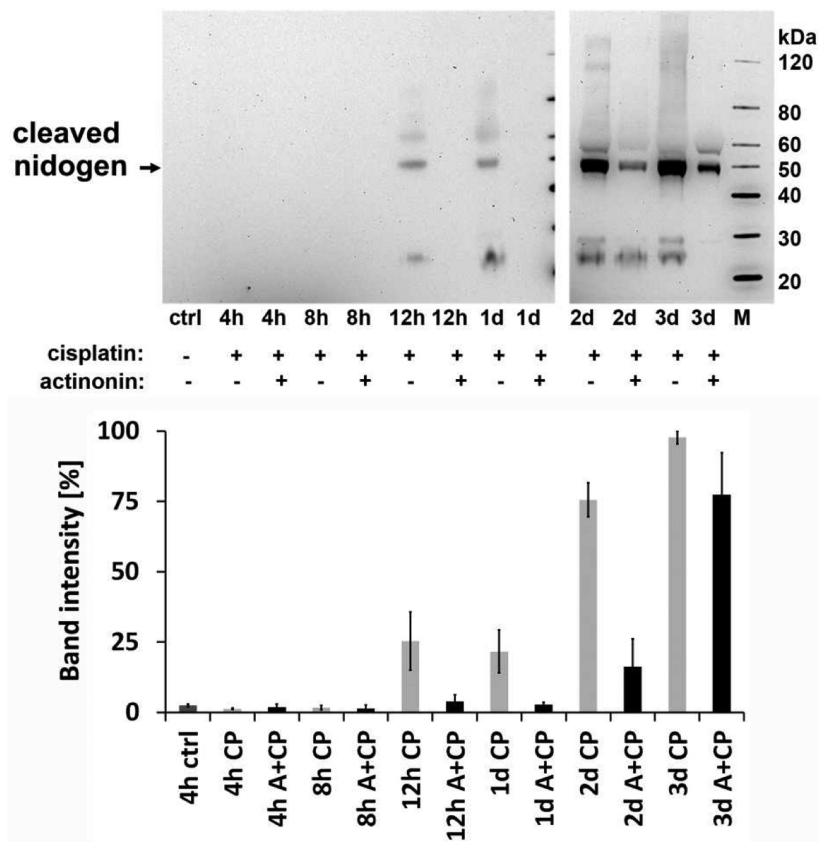 kDa
120
80
60
50
40
30
20
cleaved
nidogen
ctrl 4h 4h 8h 8h 12h 12h 1d 1d 2d 2d 3d 3d M
cisplatin: - + + + + + + + + + + + +
actinonin: - - + - + - + - + - + - +
Band intensity [%]
100
75
50
25
0
4h ctrl
4h CP
4h A+CP
8h CP
8h A+CP
12h CP
12h A+CP
1d CP
1d A+CP
2d CP
2d A+CP
3d CP
3d A+CP